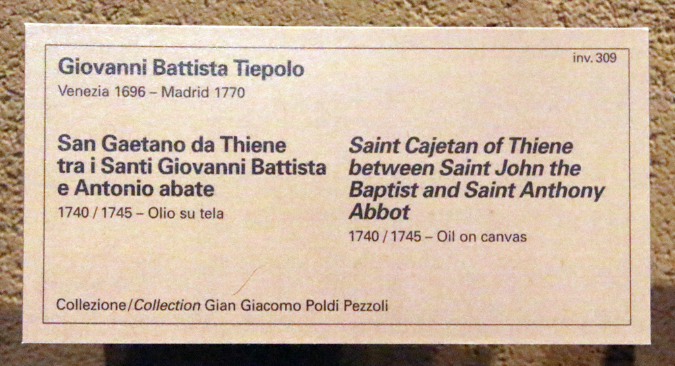 inv. 309
Giovanni Battista Tiepolo
Venezia 1696 – Madrid 1770
San Gaetano da Thiene
tra i Santi Giovanni Battista
e Antonio abate
1740 / 1745 – Olio su tela
Saint Cajetan of Thiene
between Saint John the
Baptist and Saint Anthony
Abbot
1740 / 1745 – Oil on canvas
Collezione/Collection Gian Giacomo Poldi Pezzoli